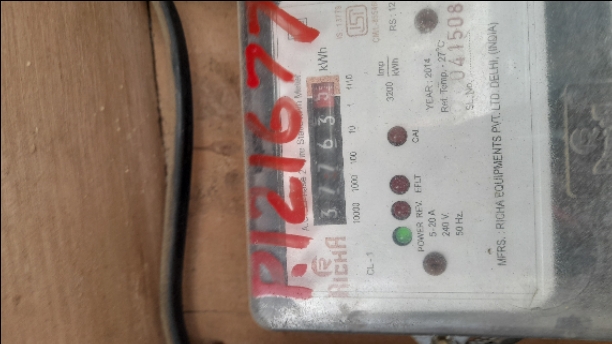 P.121677
RICHA
CL - 1
kWh
37763
10000 1000 100 10 1 1/10
3200 Imp/kWh
CAL
POWER REV. EFLT
5-20 A
240 V.
50 Hz.
YEAR : 2014
Ref. Temp. : 27°C
SL. No.
041508
MFRS. : RICHA EQUIPMENTS PVT. LTD. DELHI, (INDIA)